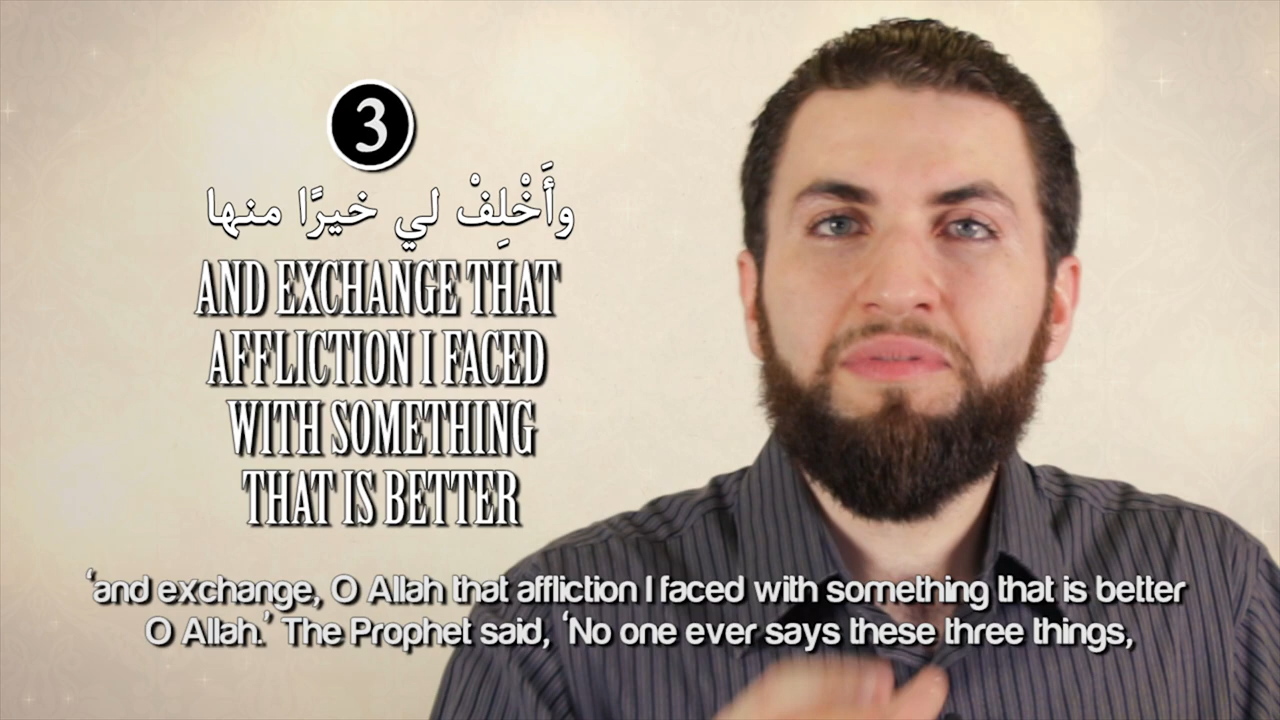 3
وأَخْلِفْ لي خيرًا منها
AND EXCHANGE THAT
AFFLICTION I FACED
WITH SOMETHING
THAT IS BETTER
‘and exchange, O Allah that affliction I faced with something that is better
O Allah.’ The Prophet said, ‘No one ever says these three things,